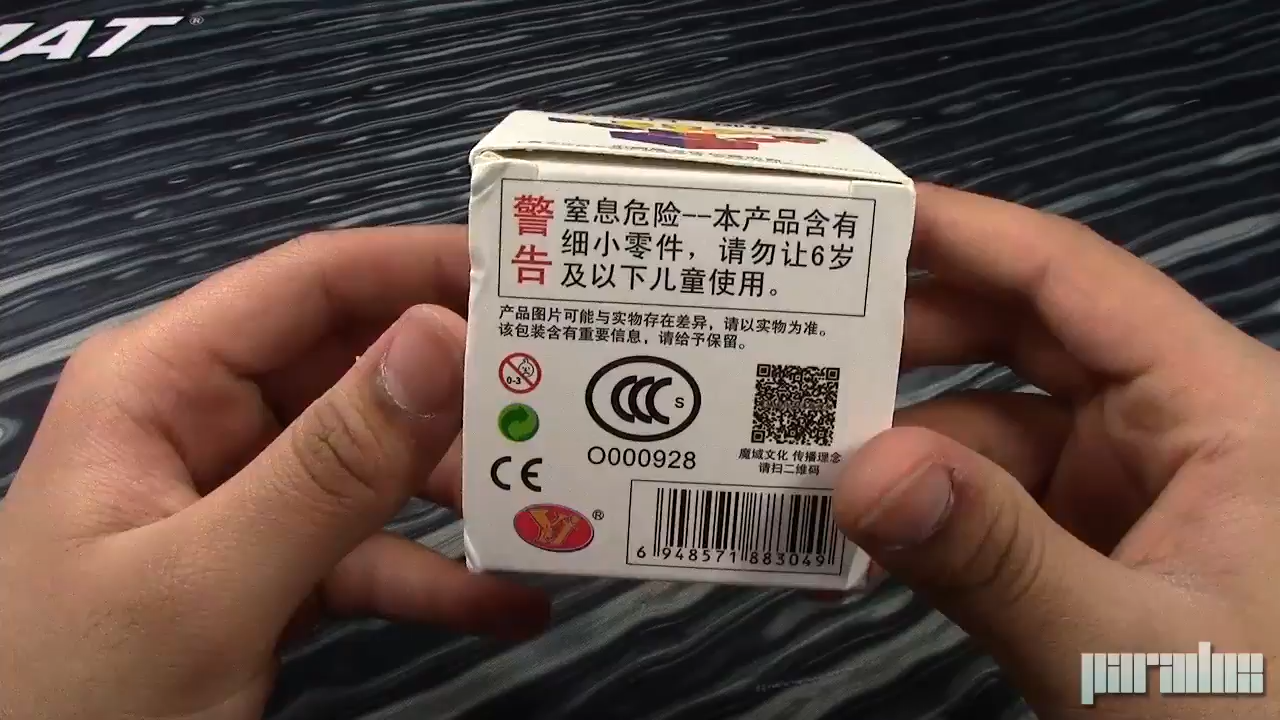 MAT®
警告
窒息危险--本产品含有
细小零件，请勿让6岁
及以下儿童使用。
产品图片可能与实物存在差异，请以实物为准。
该包装含有重要信息，请给予保留。
0-3
CCC S
O000928
魔域文化 传播理念
请扫二维码
CE
YJ ®
6 948571 883049
paradox